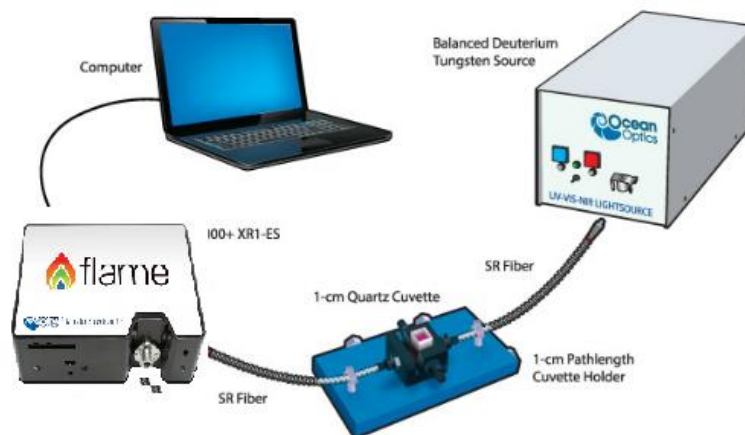 Computer
Balanced Deuterium
Tungsten Source
Ocean
Optics
UV-VIS-NIR LIGHTSOURCE
100+ XR1-ES
flame
SR Fiber
1-cm Quartz Cuvette
1-cm Pathlength
Cuvette Holder
SR Fiber